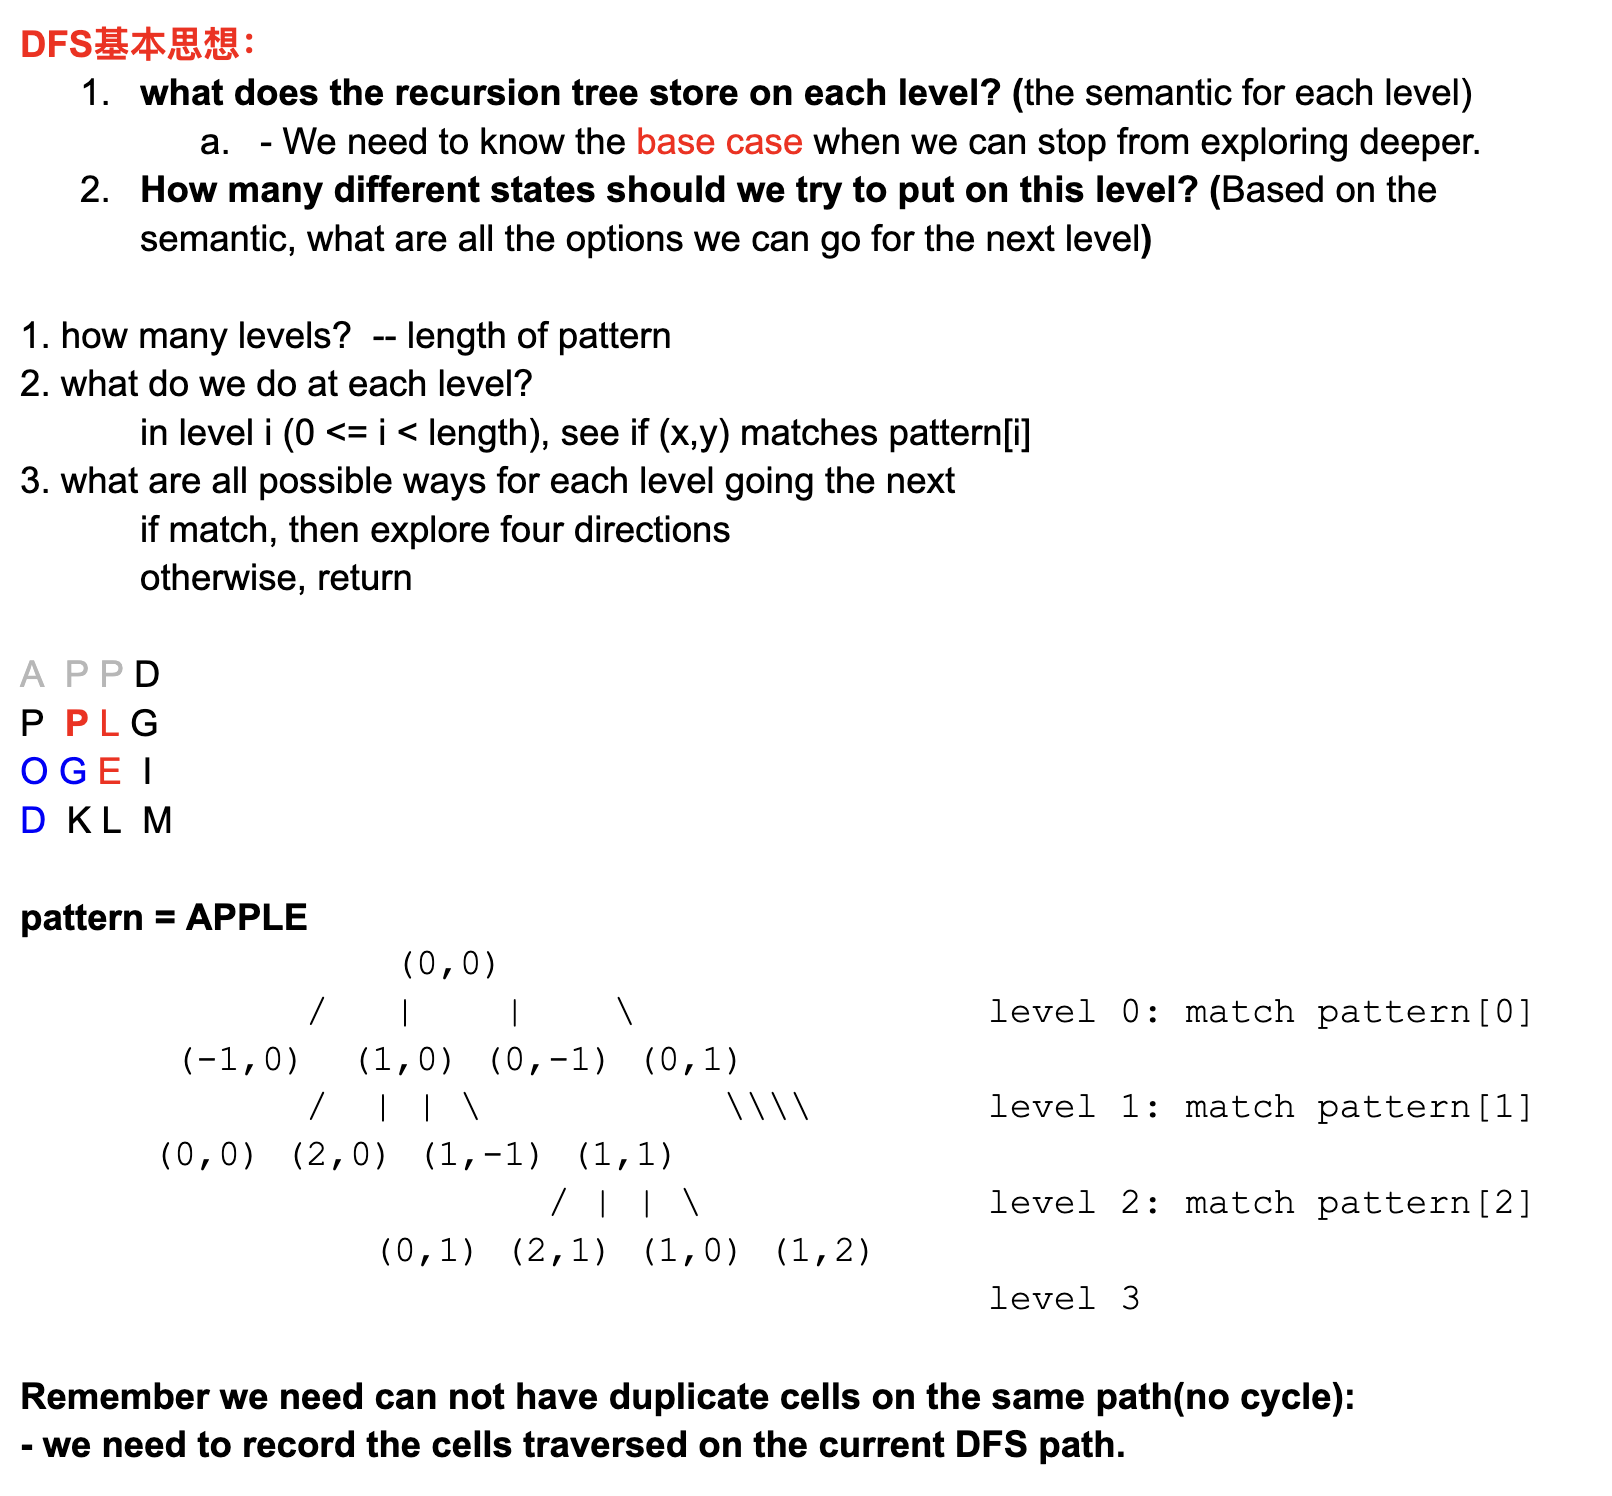 DFS基本思想：
1. what does the recursion tree store on each level? (the semantic for each level)
a. - We need to know the base case when we can stop from exploring deeper.
2. How many different states should we try to put on this level? (Based on the
semantic, what are all the options we can go for the next level)
1. how many levels? -- length of pattern
2. what do we do at each level?
in level i (0 <= i < length), see if (x,y) matches pattern[i]
3. what are all possible ways for each level going the next
if match, then explore four directions
otherwise, return
A P P D
P P L G
O G E I
D K L M
pattern = APPLE
(0,0)
/ | | \ level 0: match pattern[0]
(-1,0) (1,0) (0,-1) (0,1)
/ | | \ \\\\ level 1: match pattern[1]
(0,0) (2,0) (1,-1) (1,1)
/ | | \ level 2: match pattern[2]
(0,1) (2,1) (1,0) (1,2)
level 3
Remember we need can not have duplicate cells on the same path(no cycle):
- we need to record the cells traversed on the current DFS path.